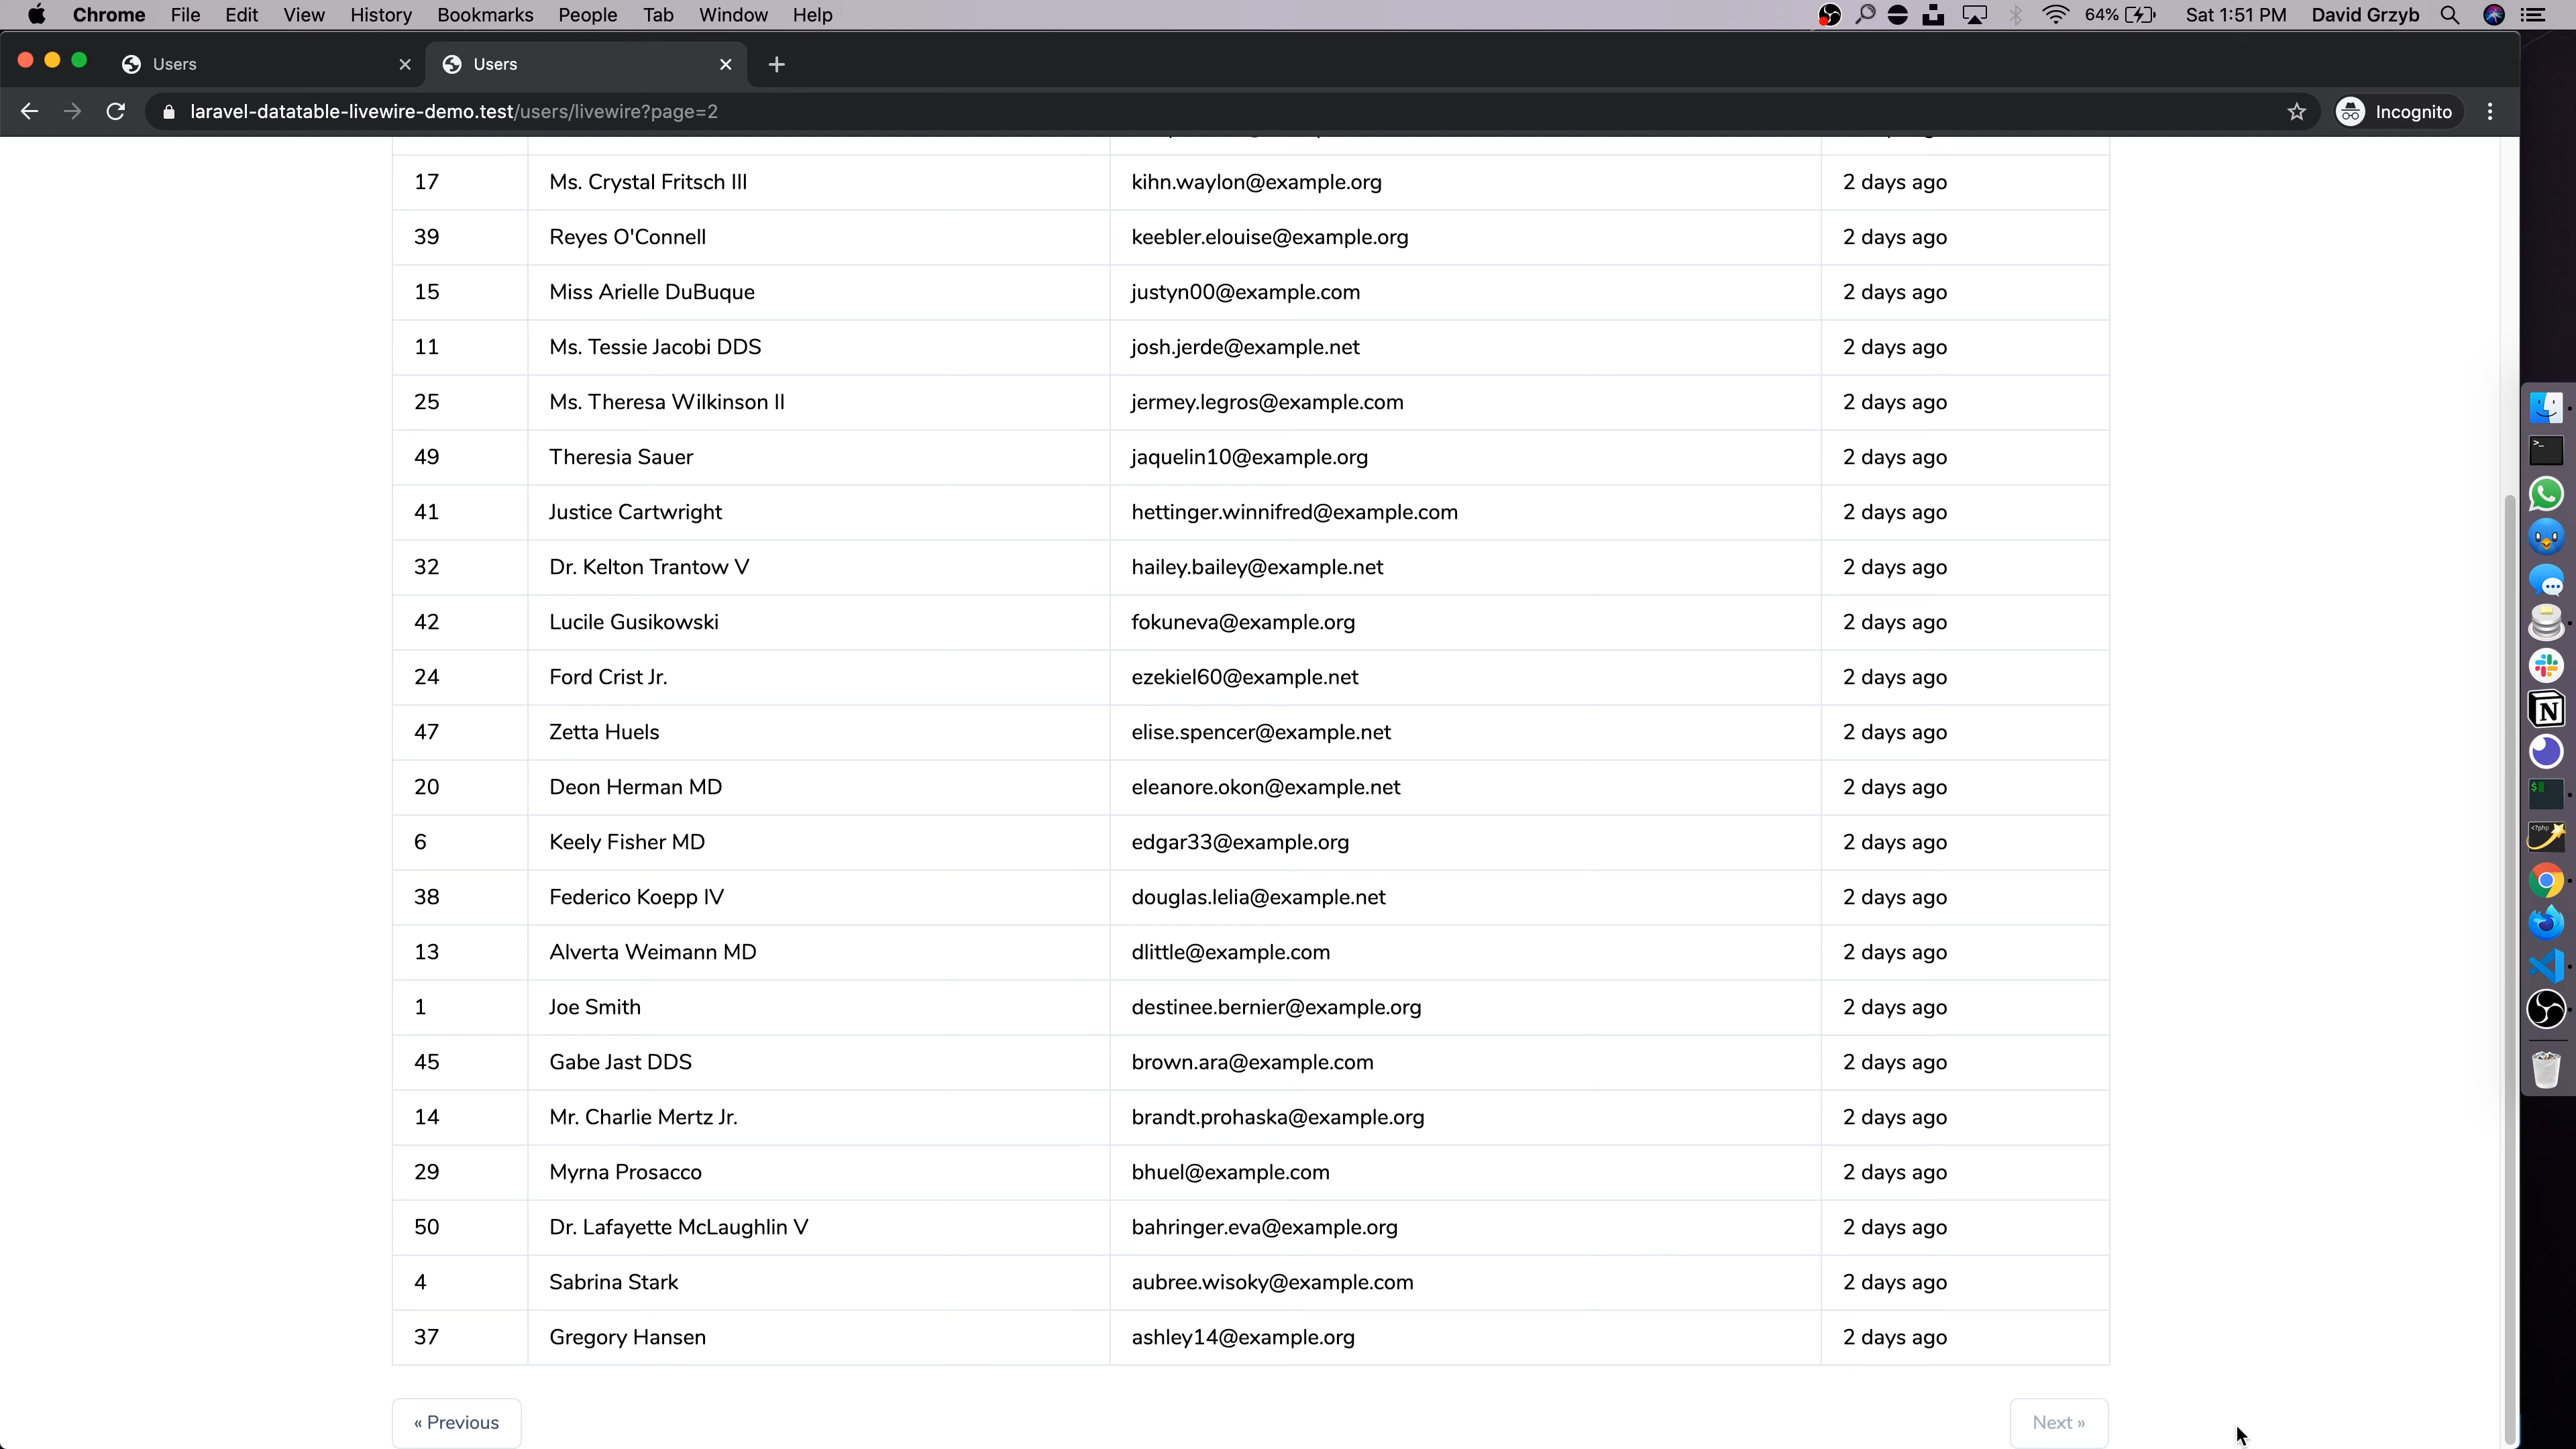 Chrome File Edit View History Bookmarks People Tab Window Help 64% Sat 1:51 PM David Grzyb
Users Users
laravel-datatable-livewire-demo.test/users/livewire?page=2 Incognito
17 Ms. Crystal Fritsch III kihn.waylon@example.org 2 days ago
39 Reyes O'Connell keebler.elouise@example.org 2 days ago
15 Miss Arielle DuBuque justyn00@example.com 2 days ago
11 Ms. Tessie Jacobi DDS josh.jerde@example.net 2 days ago
25 Ms. Theresa Wilkinson II jermey.legros@example.com 2 days ago
49 Theresia Sauer jaquelin10@example.org 2 days ago
41 Justice Cartwright hettinger.winnifred@example.com 2 days ago
32 Dr. Kelton Trantow V hailey.bailey@example.net 2 days ago
42 Lucile Gusikowski fokuneva@example.org 2 days ago
24 Ford Crist Jr. ezekiel60@example.net 2 days ago
47 Zetta Huels elise.spencer@example.net 2 days ago
20 Deon Herman MD eleanore.okon@example.net 2 days ago
6 Keely Fisher MD edgar33@example.org 2 days ago
38 Federico Koepp IV douglas.lelia@example.net 2 days ago
13 Alverta Weimann MD dlittle@example.com 2 days ago
1 Joe Smith destinee.bernier@example.org 2 days ago
45 Gabe Jast DDS brown.ara@example.com 2 days ago
14 Mr. Charlie Mertz Jr. brandt.prohaska@example.org 2 days ago
29 Myrna Prosacco bhuel@example.com 2 days ago
50 Dr. Lafayette McLaughlin V bahringer.eva@example.org 2 days ago
4 Sabrina Stark aubree.wisoky@example.com 2 days ago
37 Gregory Hansen ashley14@example.org 2 days ago
« Previous Next »